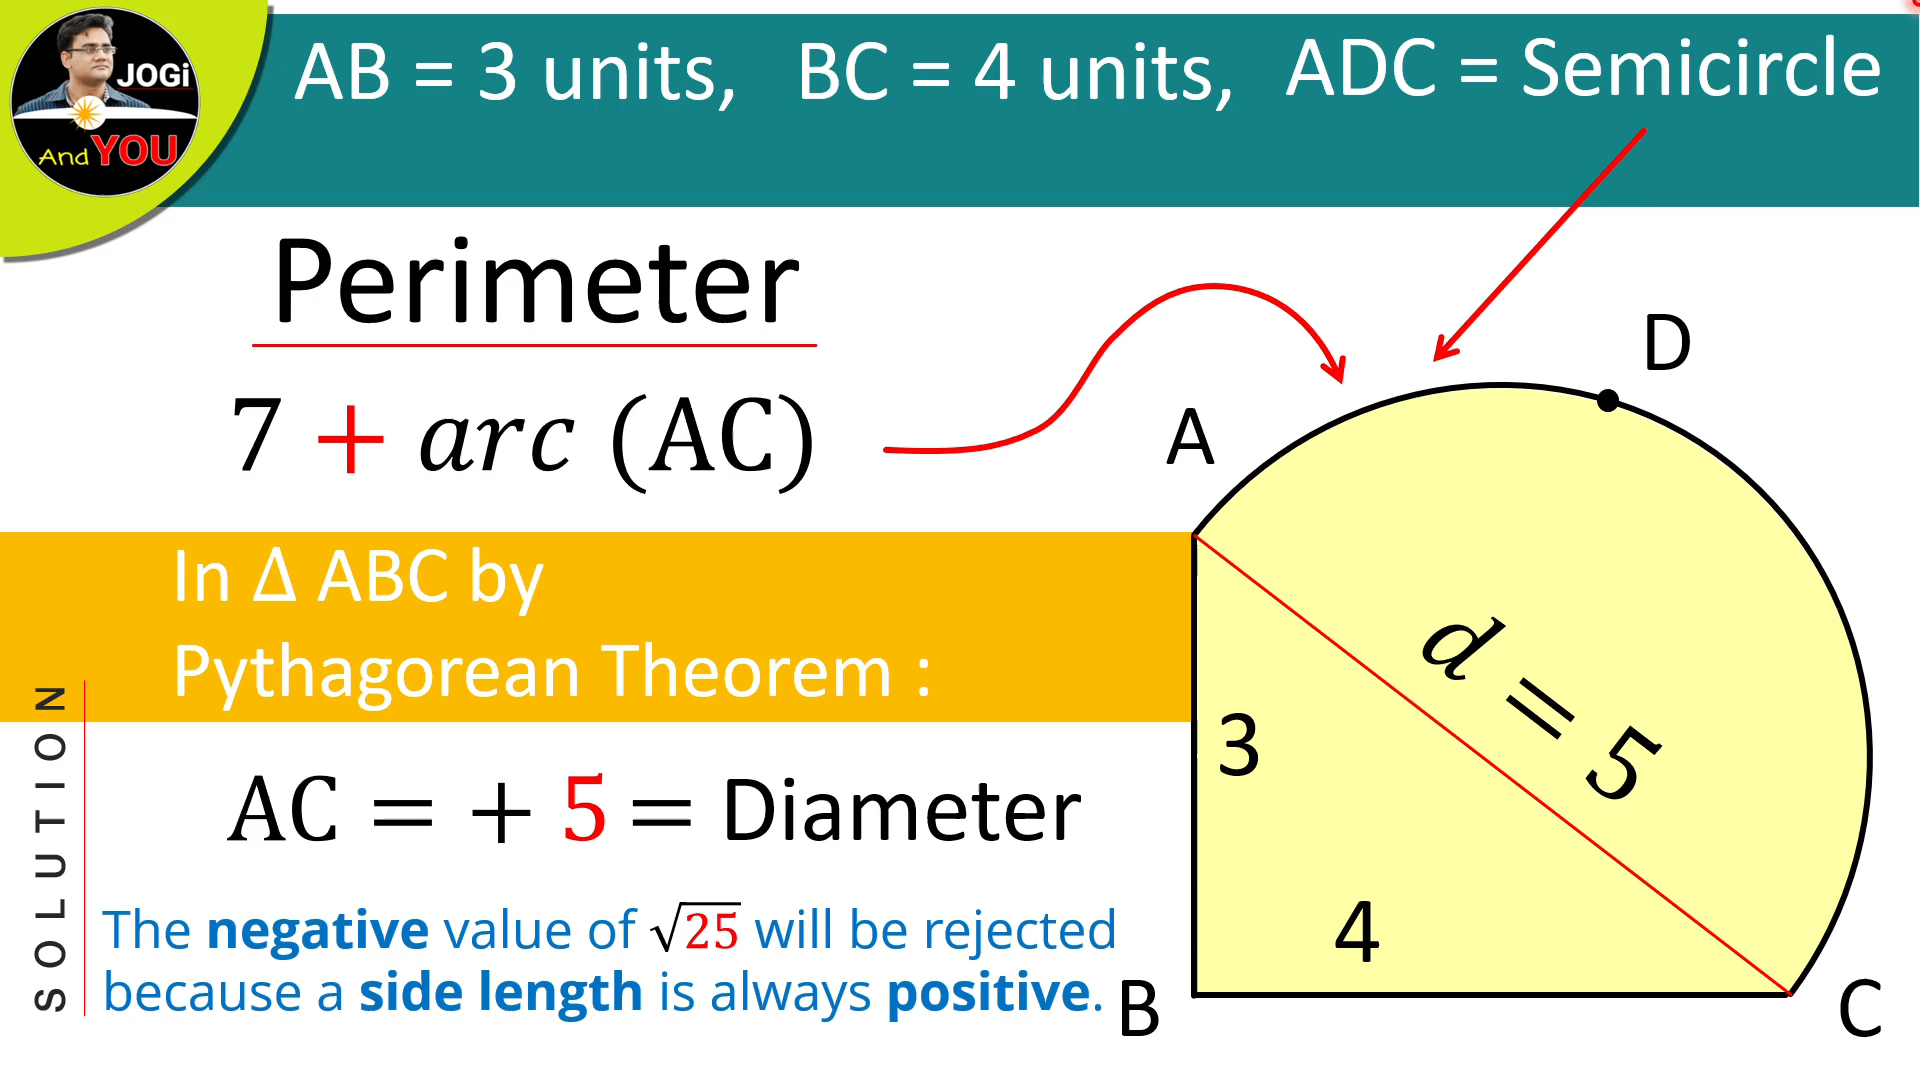 JOGi
And YOU
AB = 3 units, BC = 4 units, ADC = Semicircle
Perimeter
7 + arc (AC)
In Δ ABC by
Pythagorean Theorem :
AC = + 5 = Diameter
The negative value of √25 will be rejected
because a side length is always positive.
SOLUTION
D
A
d = 5
3
4
B
C